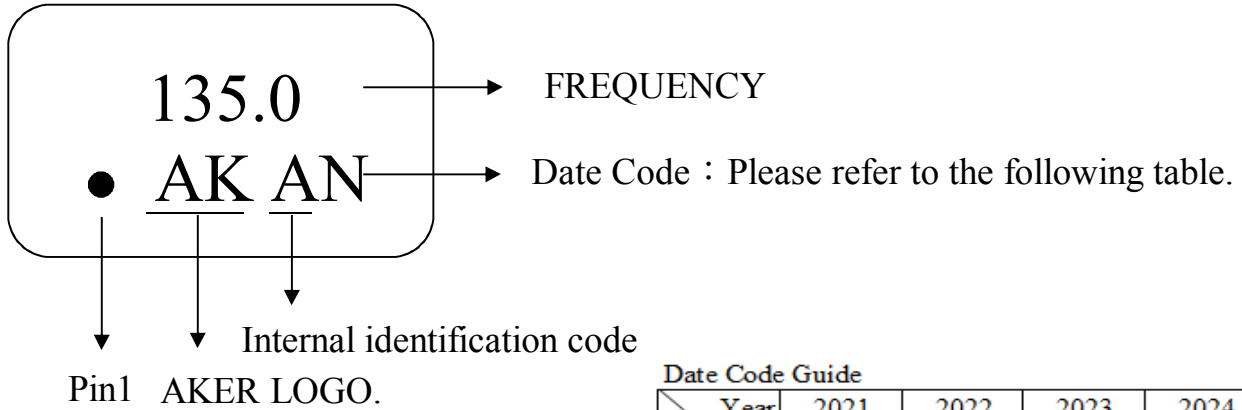 135.0
FREQUENCY
AK AN
Date Code：Please refer to the following table.
Internal identification code
Pin1 AKER LOGO.
Date Code Guide
Year 2021 2022 2023 2024